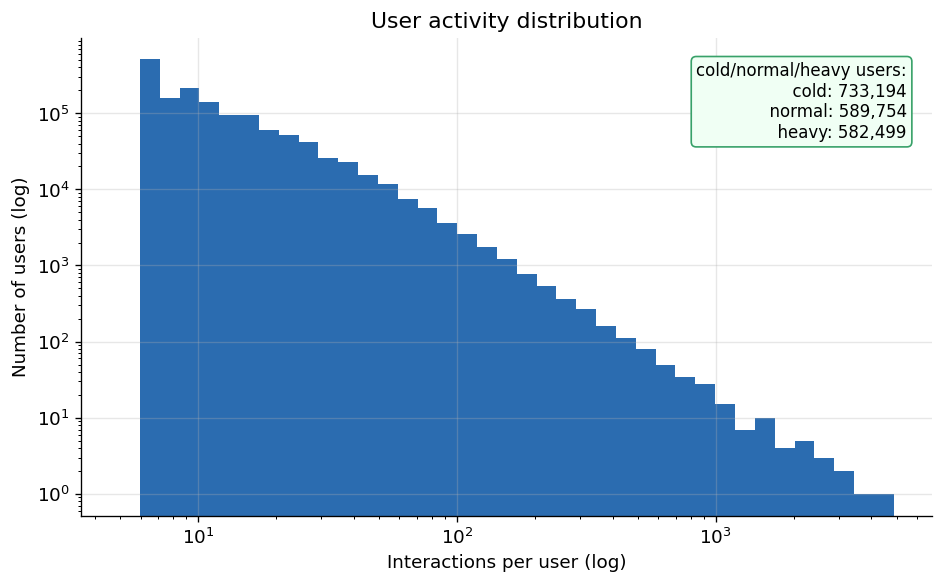 User activity distribution
cold/normal/heavy users:
cold: 733,194
normal: 589,754
heavy: 582,499
Number of users (log)
10^5
10^4
10^3
10^2
10^1
10^0
10^1
10^2
10^3
Interactions per user (log)